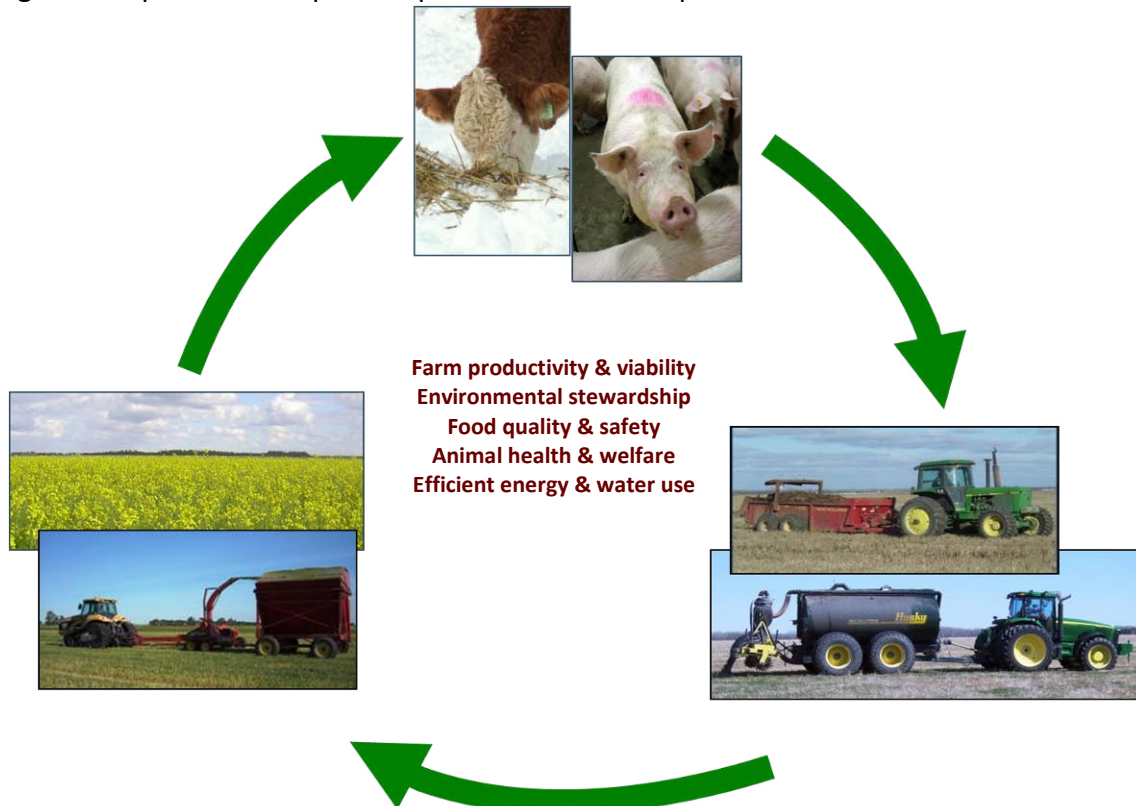 Farm productivity & viability
Environmental stewardship
Food quality & safety
Animal health & welfare
Efficient energy & water use
Husky